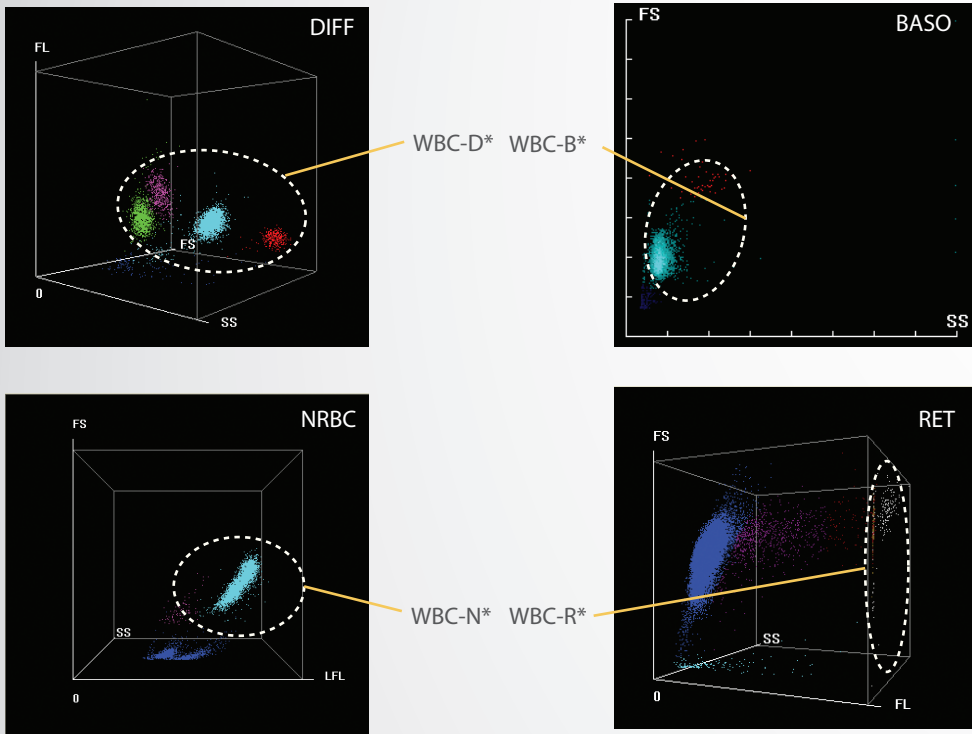 DIFF
FL
FS
0
SS
WBC-D*
WBC-B*
FS
BASO
SS
NRBC
FS
SS
LFL
0
WBC-N*
WBC-R*
RET
FS
SS
0
FL